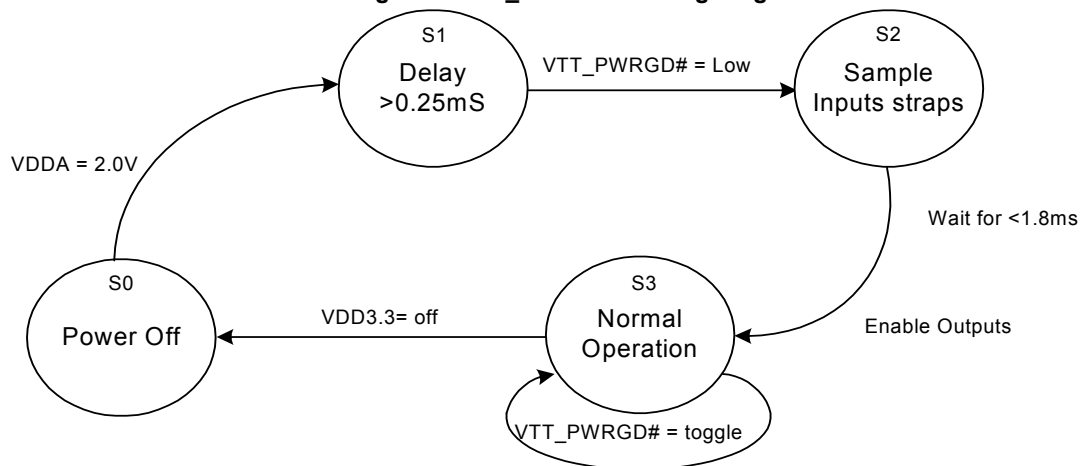 S1
Delay
>0.25mS
VTT_PWRGD# = Low
S2
Sample
Inputs straps
VDDA = 2.0V
Wait for <1.8ms
S0
Power Off
VDD3.3= off
S3
Normal
Operation
Enable Outputs
VTT_PWRGD# = toggle